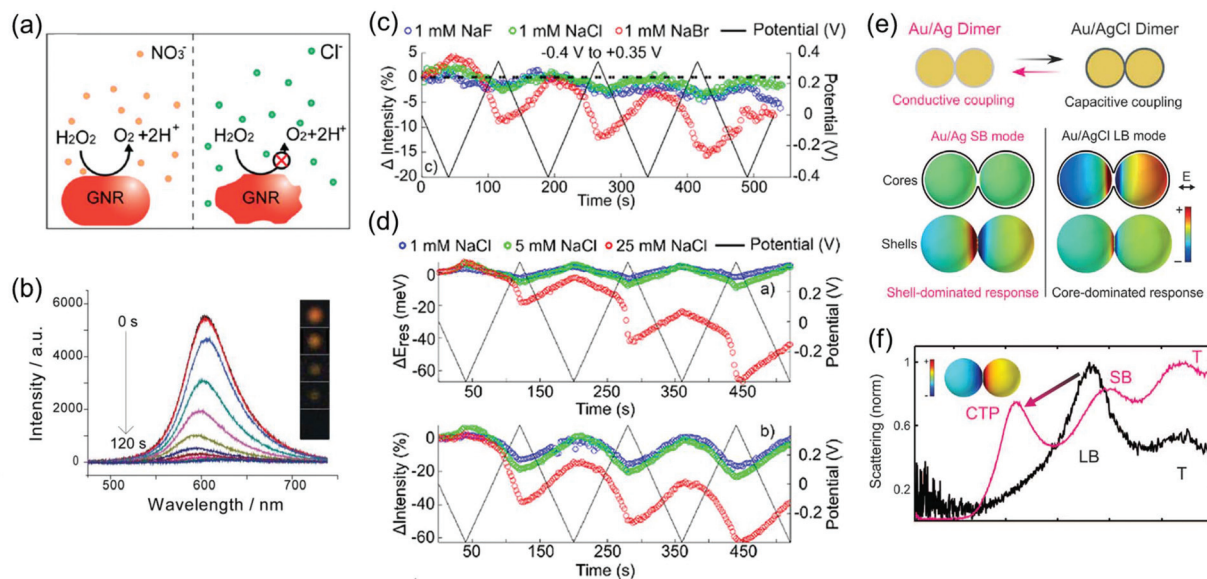 (a)
NO3-
Cl-
H2O2
O2 +2H+
H2O2
O2+2H+
GNR
GNR
(b)
6000
0 s
4000
2000
120 s
0
Intensity / a.u.
500
600
700
Wavelength / nm
(c)
1 mM NaF
1 mM NaCl
1 mM NaBr
Potential (V)
-0.4 V to +0.35 V
5
0
-5
-10
-15
-20
Δ Intensity (%)
0.4
0.2
0
-0.2
-0.4
Potential (V)
c)
0
100
200
300
400
500
Time (s)
(d)
1 mM NaCl
5 mM NaCl
25 mM NaCl
Potential (V)
0
-20
-40
-60
ΔEres (meV)
a)
0.2
0
-0.2
Potential (V)
50
150
250
350
450
b)
0
-20
-40
-60
ΔIntensity (%)
0.2
0
-0.2
Potential (V)
50
150
250
350
450
Time (s)
(e)
Au/Ag Dimer
Au/AgCl Dimer
Conductive coupling
Capacitive coupling
Au/Ag SB mode
Au/AgCl LB mode
Cores
E
+
−
Shells
Shell-dominated response
Core-dominated response
(f)
1
0.6
0.2
Scattering (norm)
+
-
CTP
LB
SB
T
T